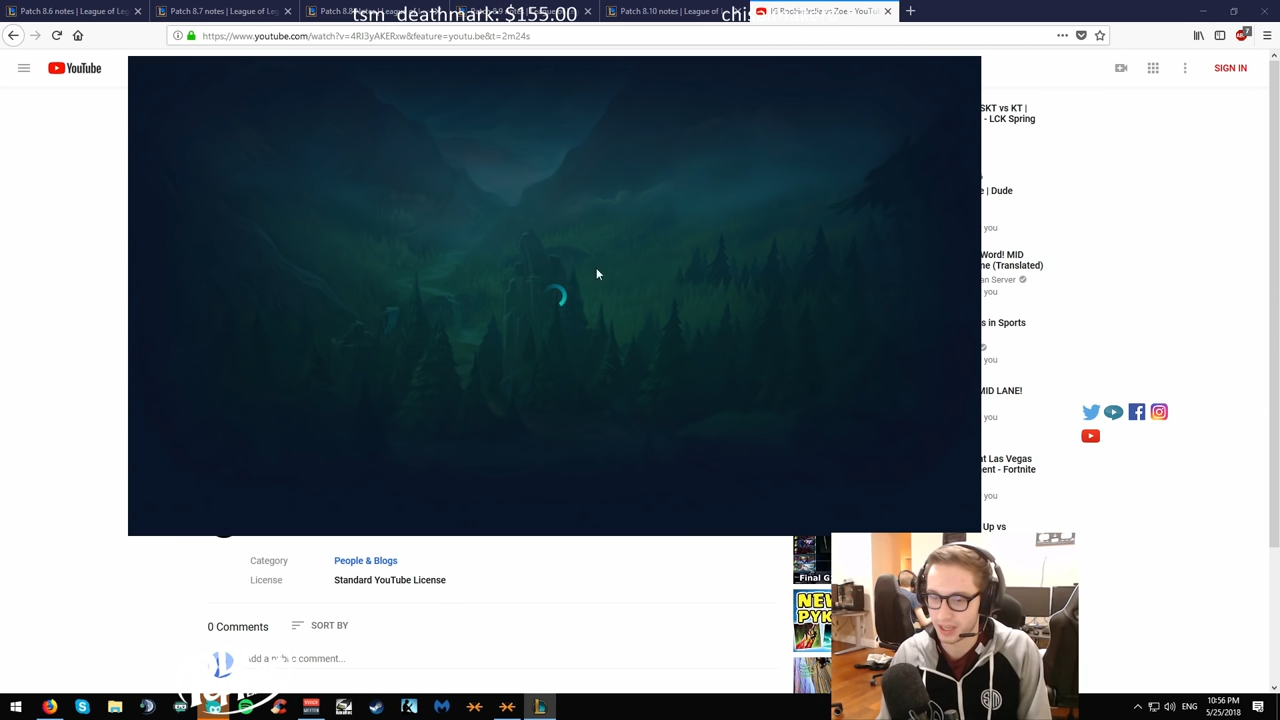 Patch 8.6 notes | League of L
Patch 8.7 notes | League of
Patch 8.10 notes | League of L
tsm_deathmark: $155.00
https://www.youtube.com/watch?v=4RI3yAKERxw&feature=youtu.be&t=2m24s
YouTube
SIGN IN
SKT vs KT |
- LCK Spring
e | Dude
you
Word! MID
ne (Translated)
an Server
you
s in Sports
you
MID LANE!
you
at Las Vegas
ent - Fortnite
you
Up vs
Category
People & Blogs
License
Standard YouTube License
Final G
NEW
PYK
0 Comments
SORT BY
Add a public comment...
TSM
ENG
10:56 PM
5/25/2018